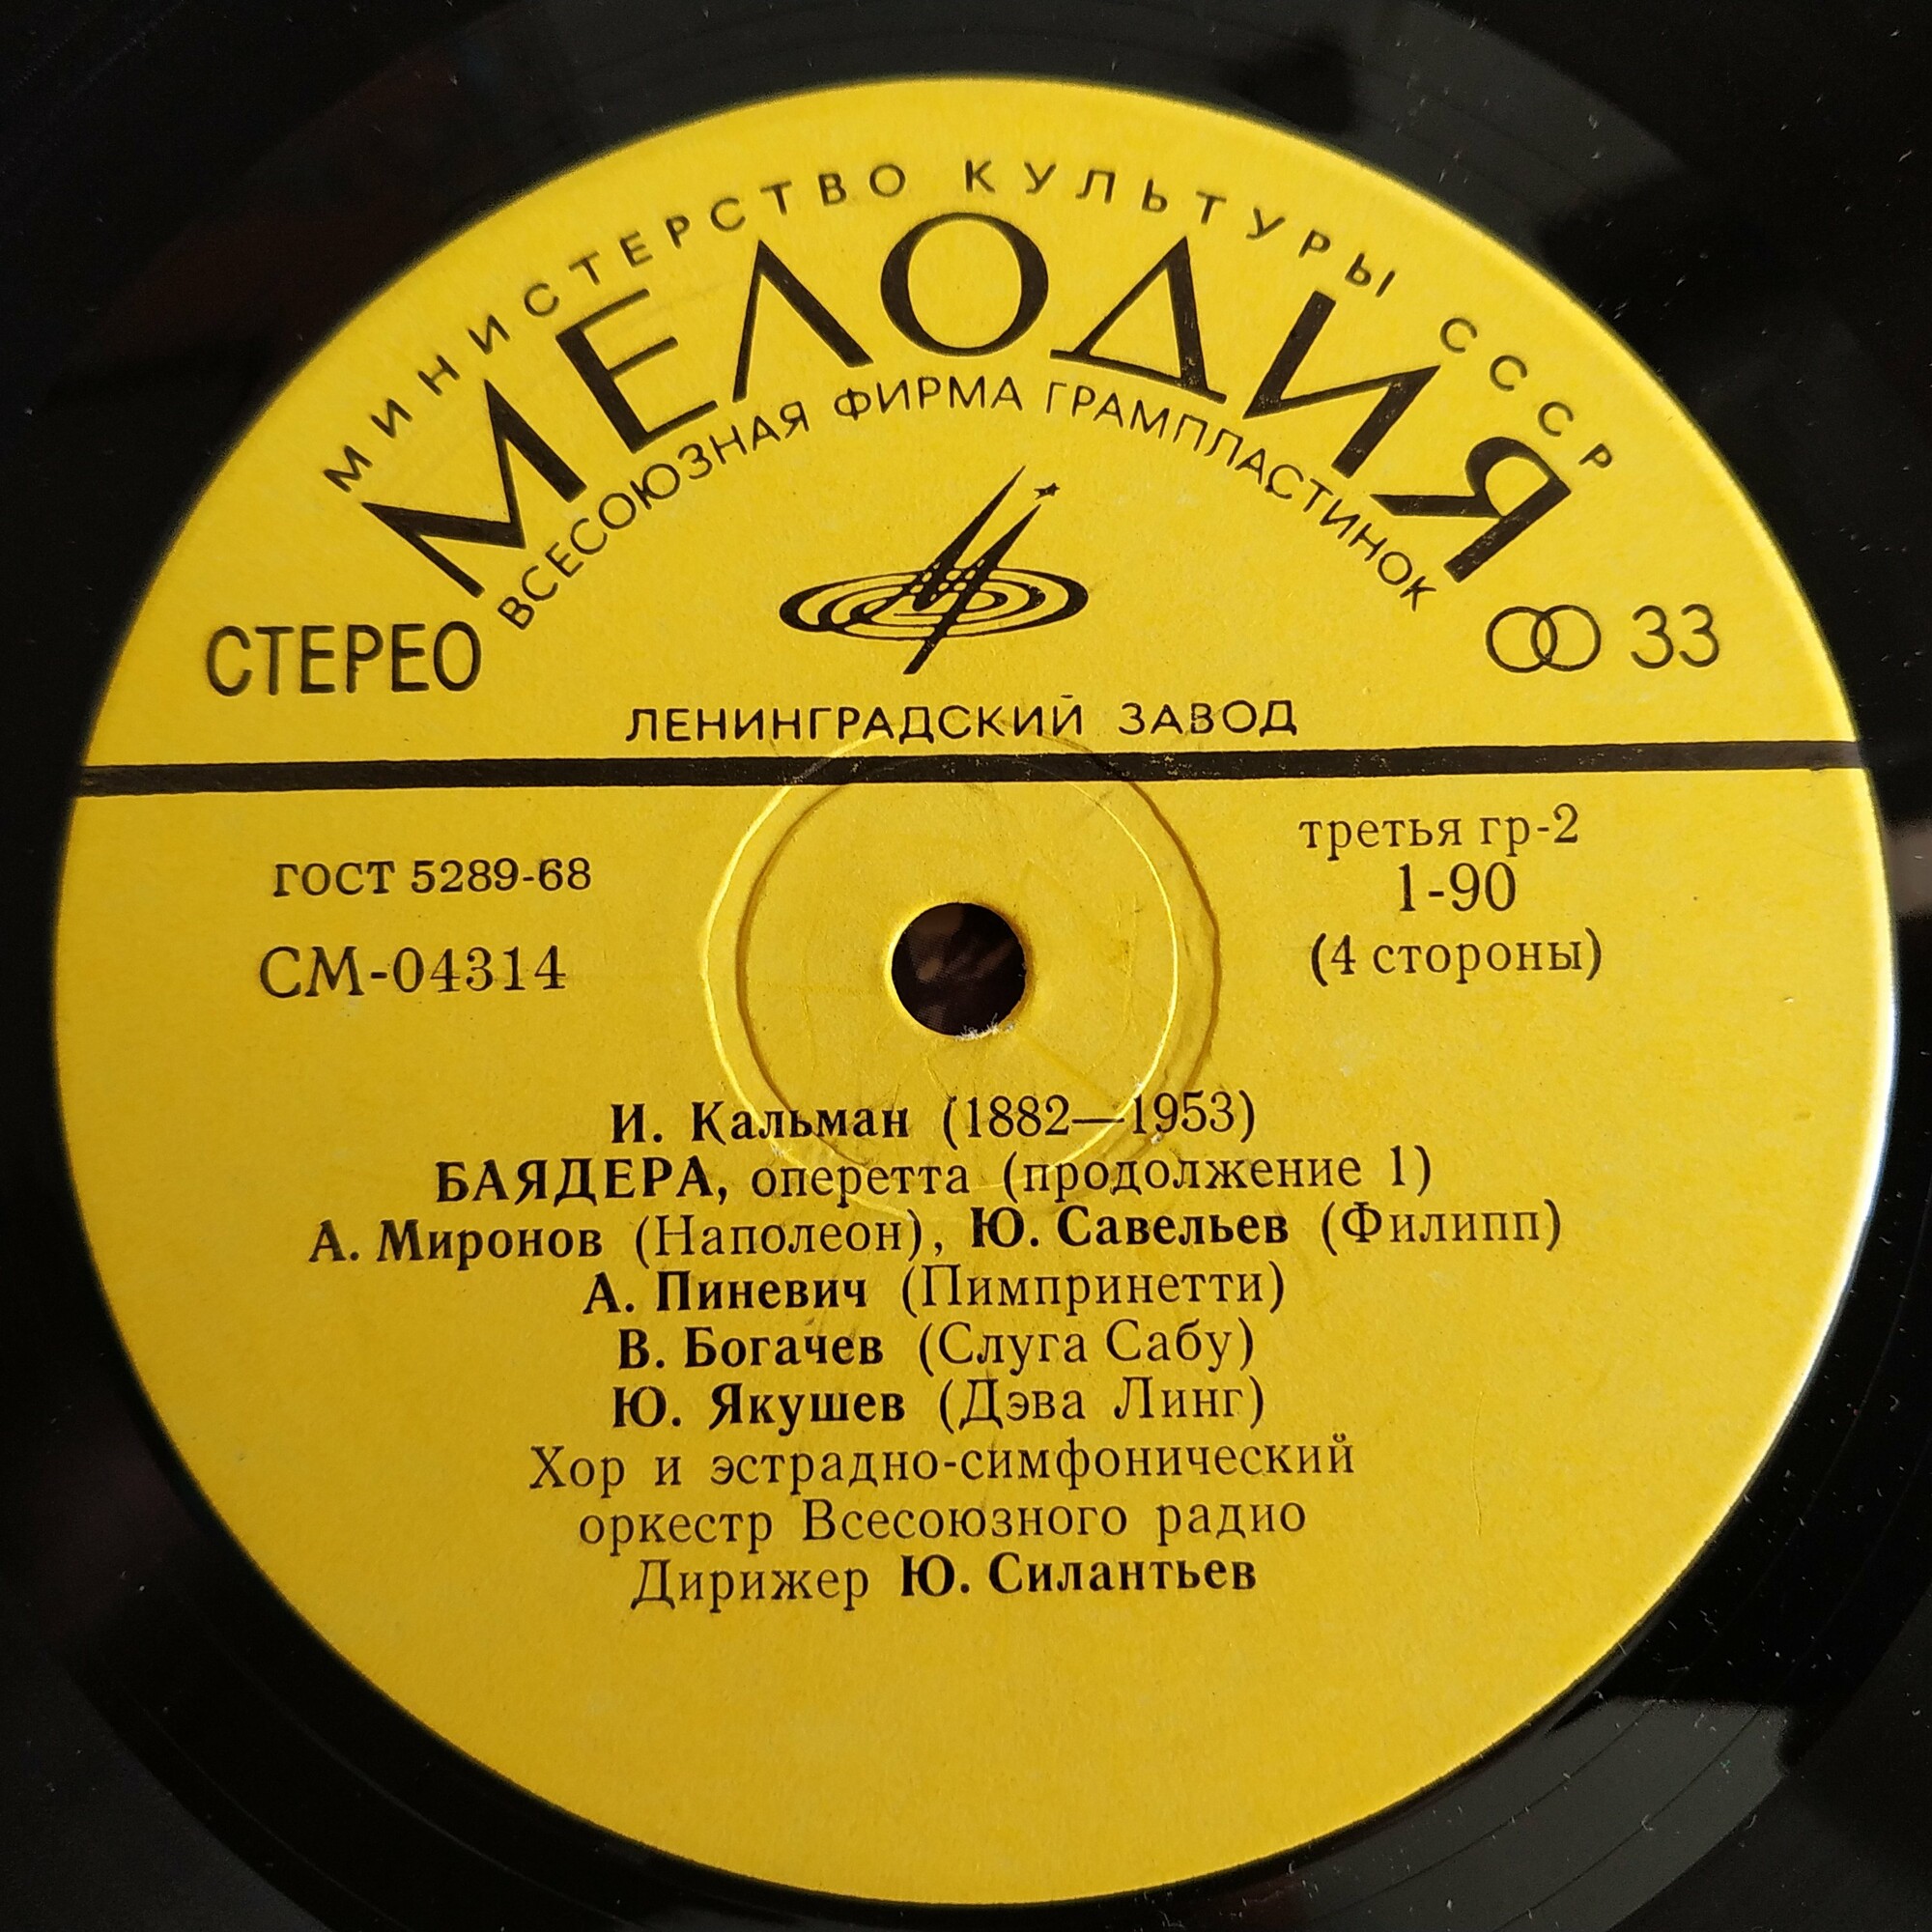 МИНИСТЕРСТВО КУЛЬТУРЫ СССР
МЕЛОДИЯ
ВСЕСОЮЗНАЯ ФИРМА ГРАМПЛАСТИНОК
СТЕРЕО
33
ЛЕНИНГРАДСКИЙ ЗАВОД
ГОСТ 5289-68
СМ-04314
третья гр-2
1-90
(4 стороны)
И. Кальман (1882—1953)
БАЯДЕРА, оперетта (продолжение 1)
А. Миронов (Наполеон), Ю. Савельев (Филипп)
А. Пиневич (Пимпринетти)
В. Богачев (Слуга Сабу)
Ю. Якушев (Дэва Линг)
Хор и эстрадно-симфонический
оркестр Всесоюзного радио
Дирижер Ю. Силантьев